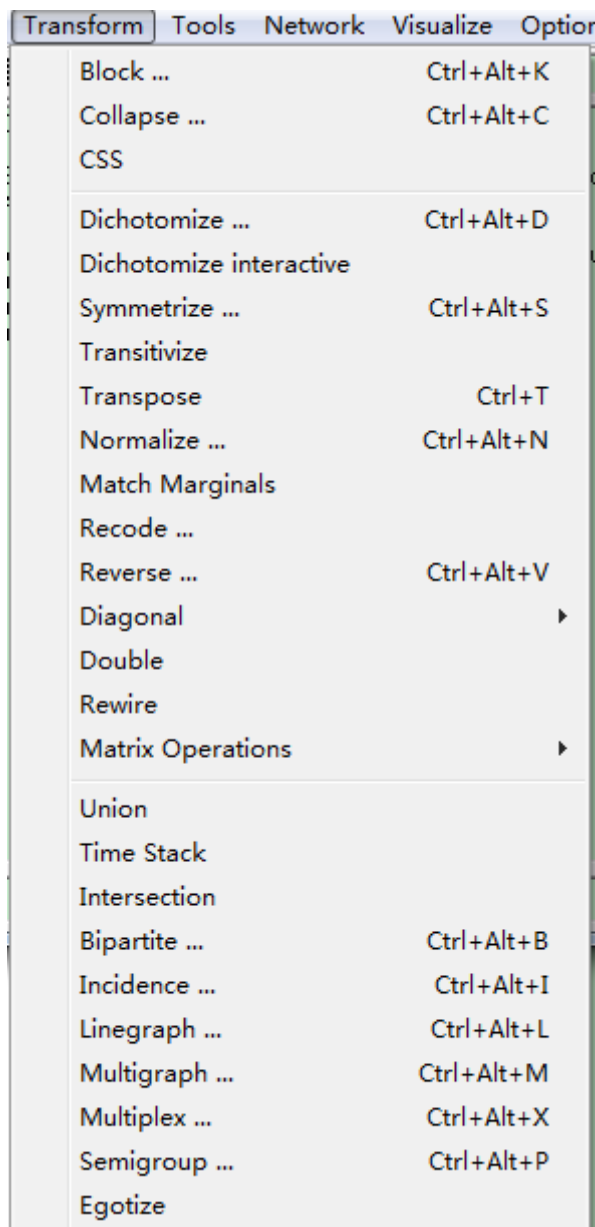 Transform Tools Network Visualize Option
Block ... Ctrl+Alt+K
Collapse ... Ctrl+Alt+C
CSS
Dichotomize ... Ctrl+Alt+D
Dichotomize interactive
Symmetrize ... Ctrl+Alt+S
Transitivize
Transpose Ctrl+T
Normalize ... Ctrl+Alt+N
Match Marginals
Recode ...
Reverse ... Ctrl+Alt+V
Diagonal
Double
Rewire
Matrix Operations
Union
Time Stack
Intersection
Bipartite ... Ctrl+Alt+B
Incidence ... Ctrl+Alt+I
Linegraph ... Ctrl+Alt+L
Multigraph ... Ctrl+Alt+M
Multiplex ... Ctrl+Alt+X
Semigroup ... Ctrl+Alt+P
Egotize